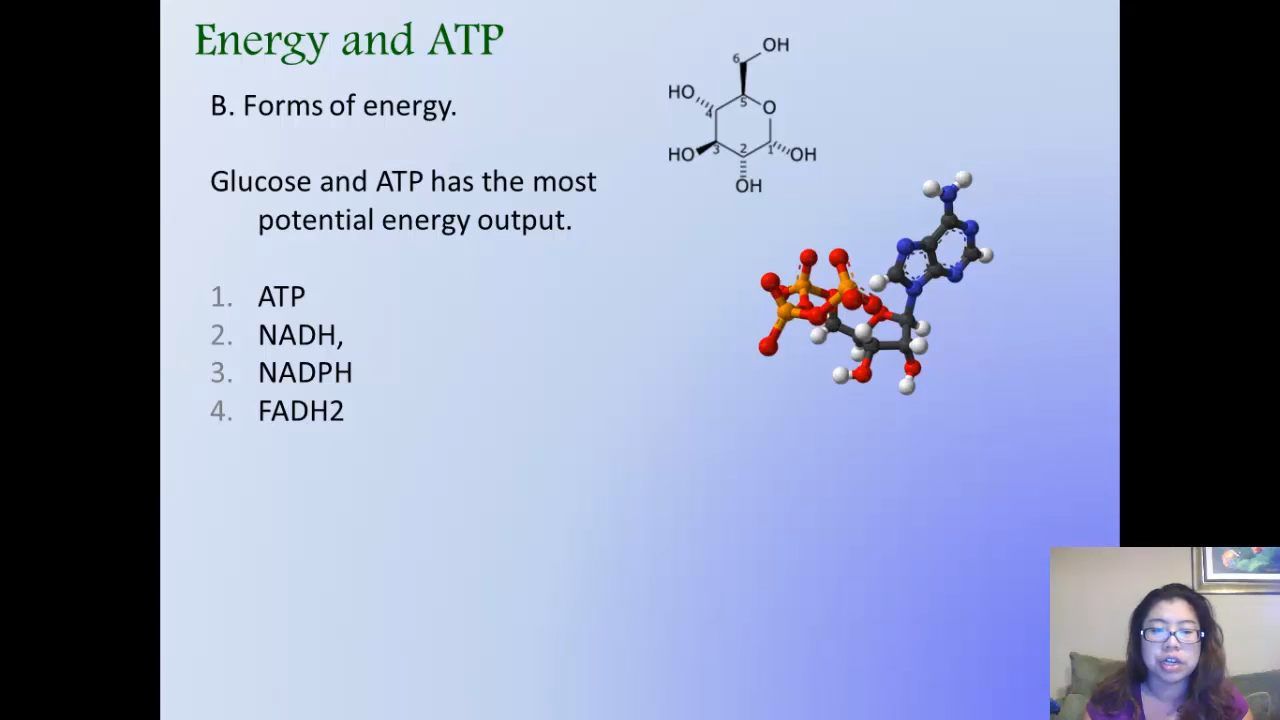 Energy and ATP
B. Forms of energy.
Glucose and ATP has the most
potential energy output.
1. ATP
2. NADH,
3. NADPH
4. FADH2
OH
6
HO
5
O
4
HO
3
2
1
OH
OH